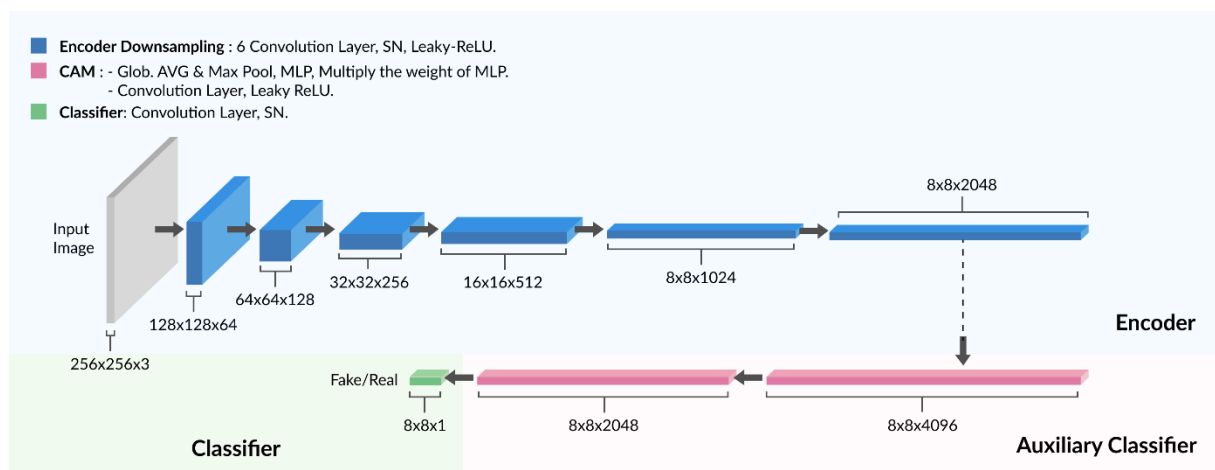 Encoder Downsampling : 6 Convolution Layer, SN, Leaky-ReLU.
CAM : - Glob. AVG & Max Pool, MLP, Multiply the weight of MLP.
- Convolution Layer, Leaky ReLU.
Classifier: Convolution Layer, SN.
Input
Image
256x256x3
128x128x64
64x64x128
32x32x256
16x16x512
8x8x1024
8x8x2048
Encoder
Fake/Real
8x8x1
8x8x2048
8x8x4096
Classifier
Auxiliary Classifier